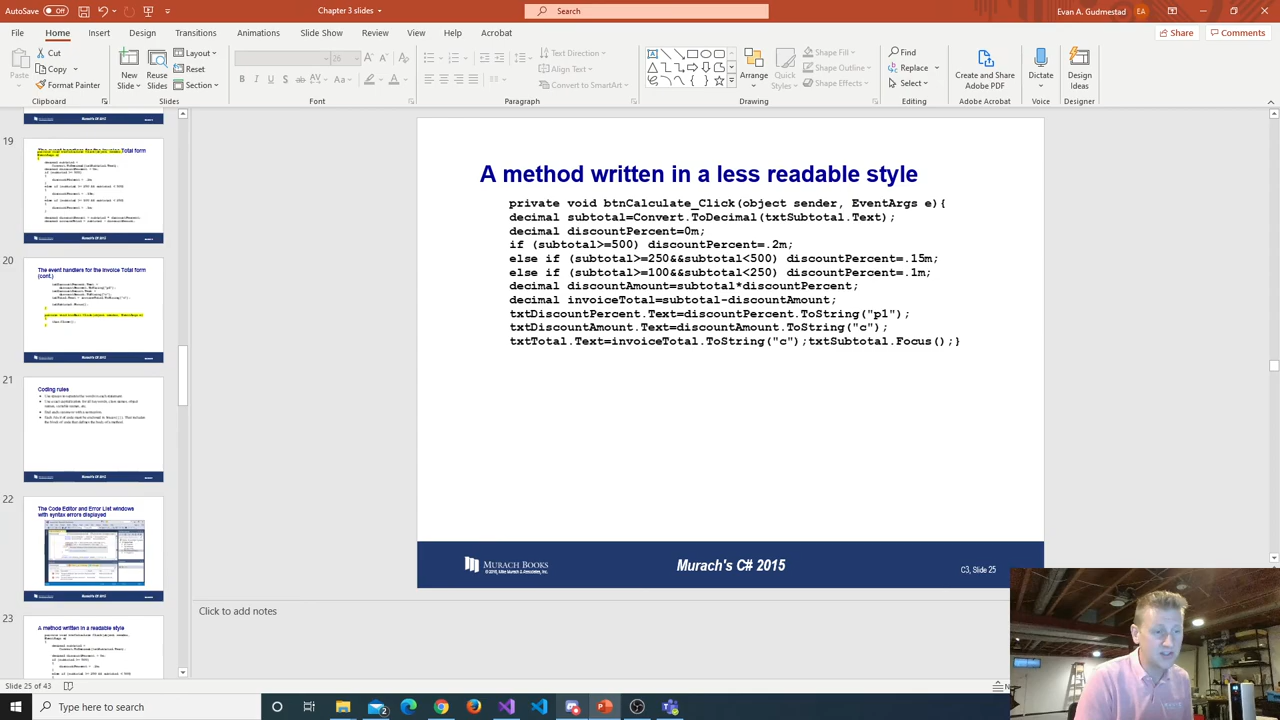 AutoSave Off
Chapter 3 slides
Search
Jesse A. Gudmestad
File Home Insert Design Transitions Animations Slide Show Review View Help Acrobat
Share Comments
Paste
Cut
Copy
Format Painter
Clipboard
New Slide
Reuse Slides
Layout
Reset
Section
Slides
Font
Text Direction
Align Text
Convert to SmartArt
Paragraph
Arrange
Quick Styles
Shape Fill
Shape Outline
Shape Effects
Drawing
Find
Replace
Select
Editing
Create and Share Adobe PDF
Adobe Acrobat
Dictate
Voice
Design Ideas
Designer
19
20
The event handlers for the Invoice Total form (cont.)
21
Coding rules
22
The Code Editor and Error List windows with syntax errors displayed
23
A method written in a readable style
A method written in a less readable style
private void btnCalculate_Click(object sender, EventArgs e){
decimal subtotal=Convert.ToDecimal(txtSubtotal.Text);
decimal discountPercent=0m;
if (subtotal>=500) discountPercent=.2m;
else if (subtotal>=250&&subtotal<500) discountPercent=.15m;
else if (subtotal>=100&&subtotal<250) discountPercent=.1m;
decimal discountAmount=subtotal*discountPercent;
decimal invoiceTotal=subtotal-discountAmount;
txtDiscountPercent.Text=discountPercent.ToString("p1");
txtDiscountAmount.Text=discountAmount.ToString("c");
txtTotal.Text=invoiceTotal.ToString("c");txtSubtotal.Focus();}
MURACH BOOKS
Murach's C# 2015
C3, Slide 25
Click to add notes
Slide 25 of 43
Type here to search